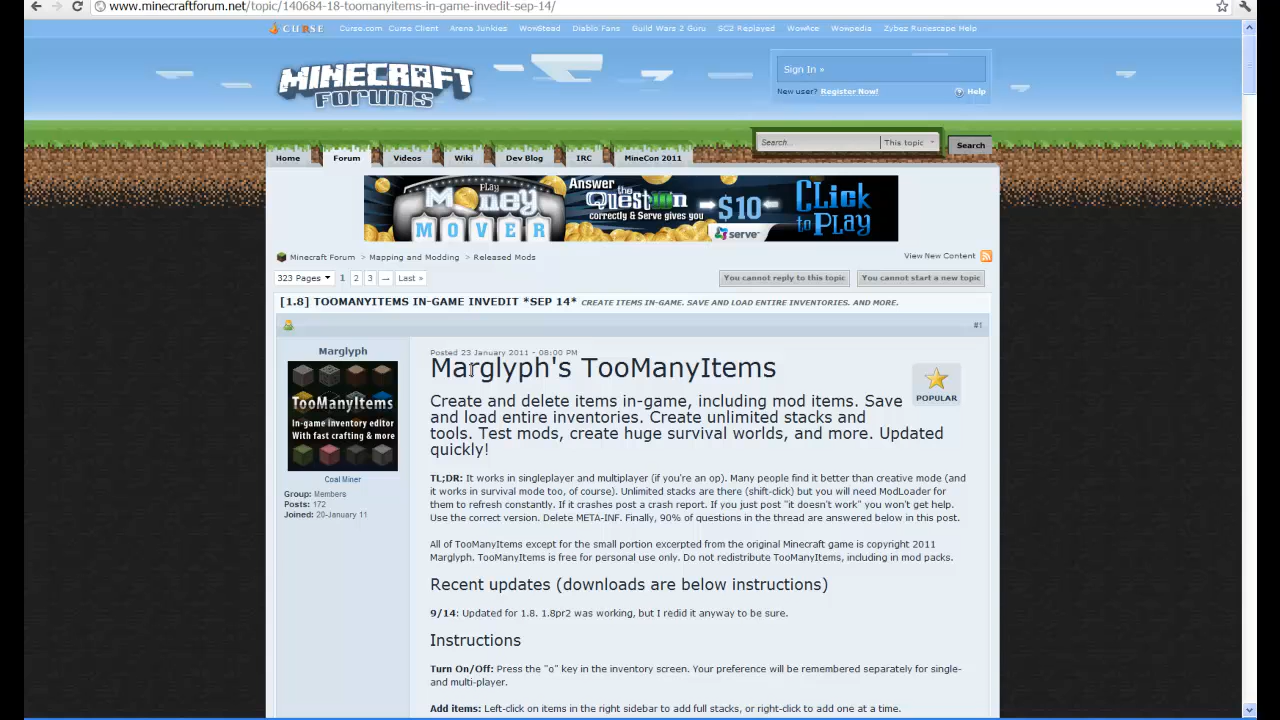 www.minecraftforum.net/topic/140684-18-toomanyitems-in-game-invedit-sep-14/
CURSE Curse.com Curse Client Arena Junkies WowStead Diablo Fans Guild Wars 2 Guru SC2 Replayed WowAce Wowpedia Zybez Runescape Help
MINECRAFT
FORUMS
Sign In »
New user? Register Now! Help
Search... This topic Search
Home Forum Videos Wiki Dev Blog IRC MineCon 2011
Play
Money
MOVER
Answer
the
Question
correctly & Serve gives you
$10
serve
CLick
to PLAY
Minecraft Forum > Mapping and Modding > Released Mods
View New Content
323 Pages 1 2 3 → Last »
You cannot reply to this topic You cannot start a new topic
[1.8] TOOMANYITEMS IN-GAME INVEDIT *SEP 14* CREATE ITEMS IN-GAME. SAVE AND LOAD ENTIRE INVENTORIES. AND MORE.
#1
Marglyph
TooManyItems
In-game inventory editor
With fast crafting & more
Coal Miner
Group: Members
Posts: 172
Joined: 20-January 11
Posted 23 January 2011 - 08:00 PM
Marglyph's TooManyItems
POPULAR
Create and delete items in-game, including mod items. Save
and load entire inventories. Create unlimited stacks and
tools. Test mods, create huge survival worlds, and more. Updated
quickly!
TL;DR: It works in singleplayer and multiplayer (if you're an op). Many people find it better than creative mode (and
it works in survival mode too, of course). Unlimited stacks are there (shift-click) but you will need ModLoader for
them to refresh constantly. If it crashes post a crash report. If you just post "it doesn't work" you won't get help.
Use the correct version. Delete META-INF. Finally, 90% of questions in the thread are answered below in this post.
All of TooManyItems except for the small portion excerpted from the original Minecraft game is copyright 2011
Marglyph. TooManyItems is free for personal use only. Do not redistribute TooManyItems, including in mod packs.
Recent updates (downloads are below instructions)
9/14: Updated for 1.8. 1.8pr2 was working, but I redid it anyway to be sure.
Instructions
Turn On/Off: Press the "o" key in the inventory screen. Your preference will be remembered separately for single-
and multi-player.
Add items: Left-click on items in the right sidebar to add full stacks, or right-click to add one at a time.